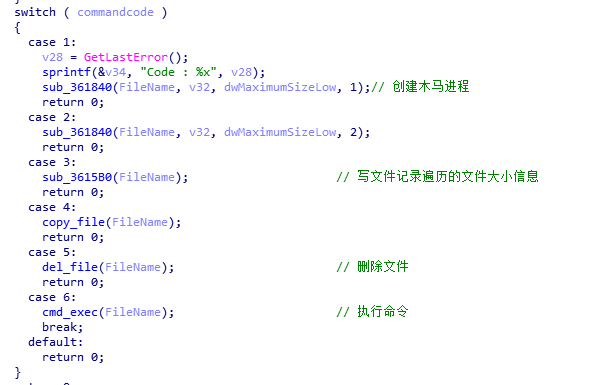 switch ( commandcode )
{
case 1:
v28 = GetLastError();
sprintf(&v34, "Code : %x", v28);
sub_361840(FileName, v32, dwMaximumSizeLow, 1);// 创建木马进程
return 0;
case 2:
sub_361840(FileName, v32, dwMaximumSizeLow, 2);
return 0;
case 3:
sub_3615B0(FileName); // 写文件记录遍历的文件大小信息
return 0;
case 4:
copy_file(FileName);
return 0;
case 5:
del_file(FileName); // 删除文件
return 0;
case 6:
cmd_exec(FileName); // 执行命令
break;
default:
return 0;
}